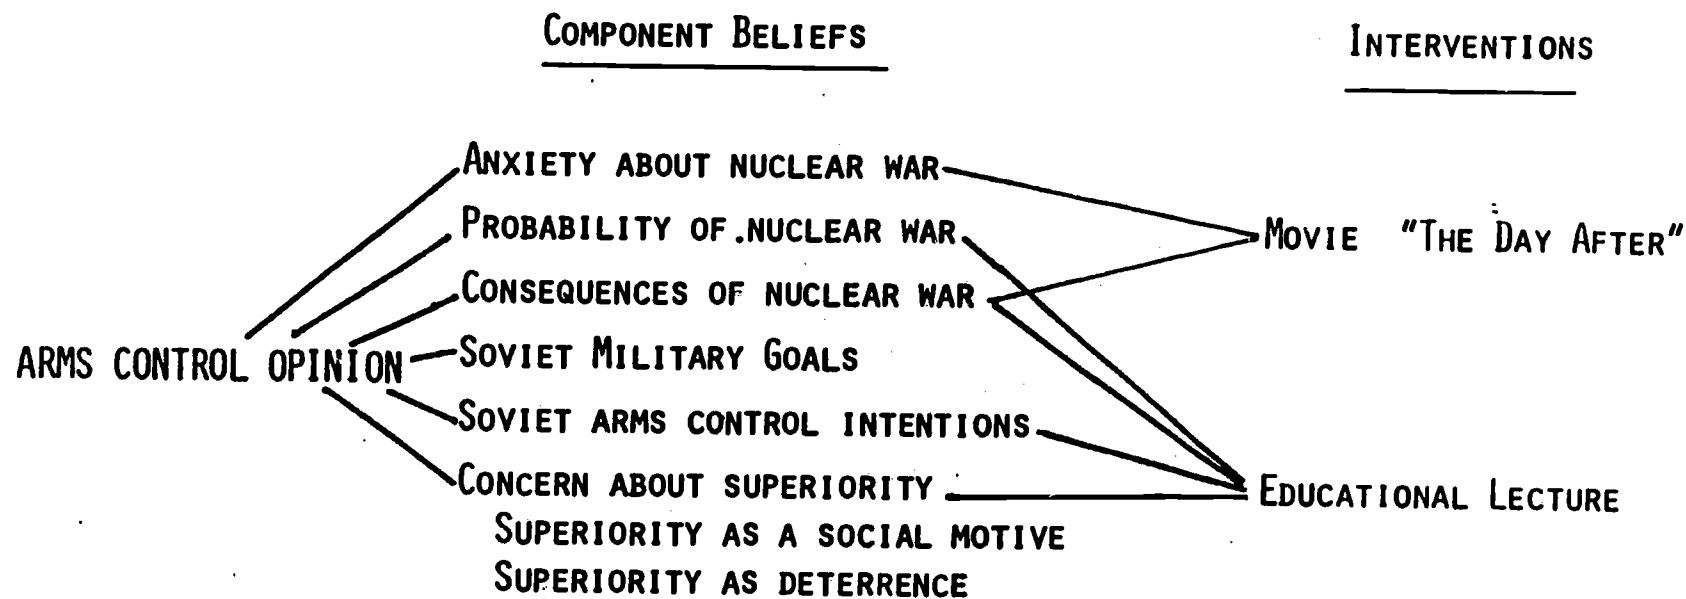 COMPONENT BELIEFS
INTERVENTIONS
ANXIETY ABOUT NUCLEAR WAR
PROBABILITY OF NUCLEAR WAR
MOVIE "THE DAY AFTER"
CONSEQUENCES OF NUCLEAR WAR
ARMS CONTROL OPINION
SOVIET MILITARY GOALS
SOVIET ARMS CONTROL INTENTIONS
CONCERN ABOUT SUPERIORITY
EDUCATIONAL LECTURE
SUPERIORITY AS A SOCIAL MOTIVE
SUPERIORITY AS DETERRENCE